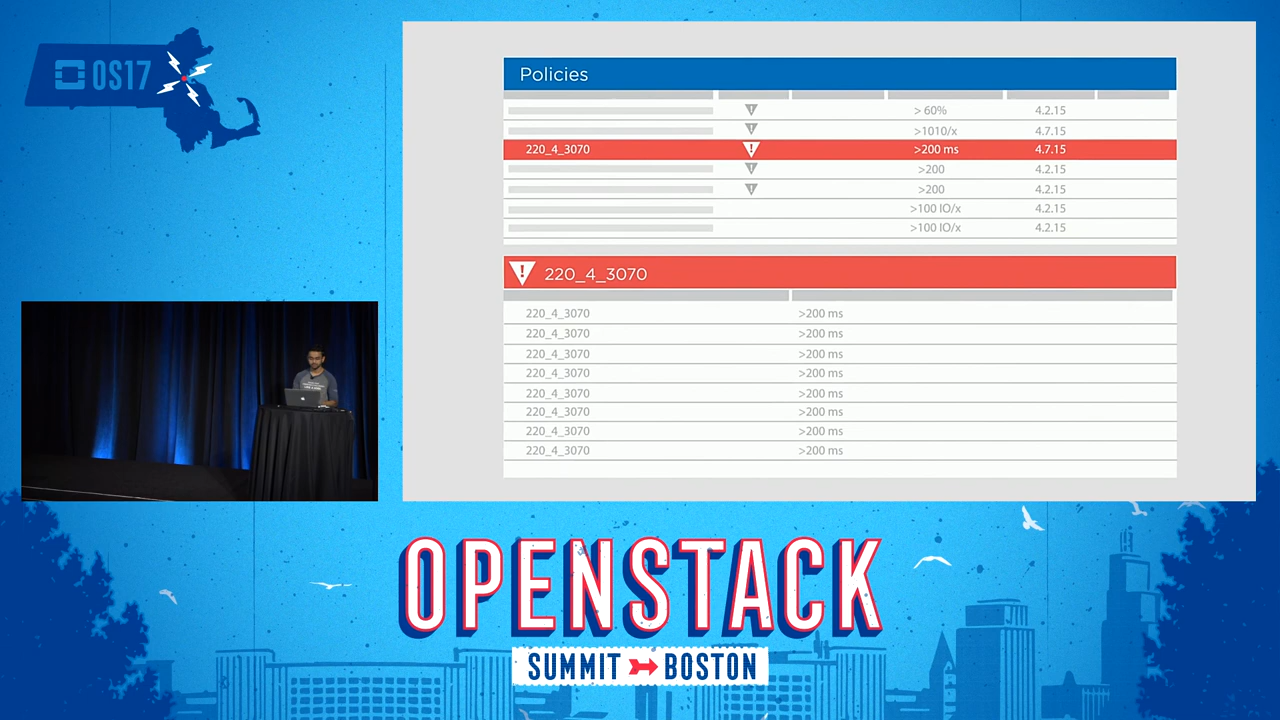 OS17
Policies
> 60% 4.2.15
>1010/x 4.7.15
220_4_3070 ! >200 ms 4.7.15
>200 4.2.15
>200 4.2.15
>100 IO/x 4.2.15
>100 IO/x 4.2.15
! 220_4_3070
220_4_3070 >200 ms
220_4_3070 >200 ms
220_4_3070 >200 ms
220_4_3070 >200 ms
220_4_3070 >200 ms
220_4_3070 >200 ms
220_4_3070 >200 ms
220_4_3070 >200 ms
OPENSTACK
SUMMIT BOSTON